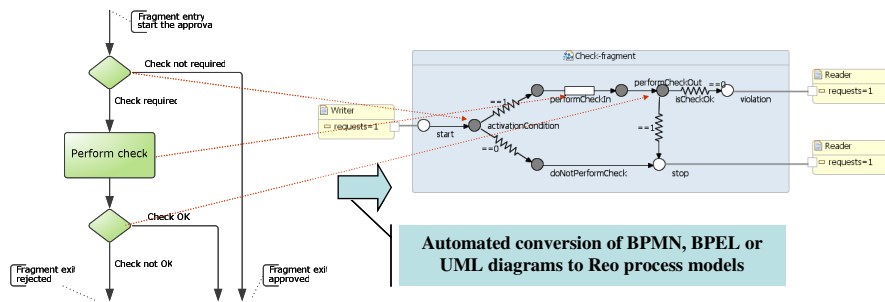 Fragment entry
start the approva
Check not required
Check required
Perform check
Check OK
Check not OK
Fragment exit
rejected
Fragment exit
approved
Check-fragment
Writer
requests=1
start
==1
activationCondition
==0
performCheckIn
performCheckOut
isCheckOk
==0
violation
==1
doNotPerformCheck
stop
Reader
requests=1
Reader
requests=1
Automated conversion of BPMN, BPEL or
UML diagrams to Reo process models